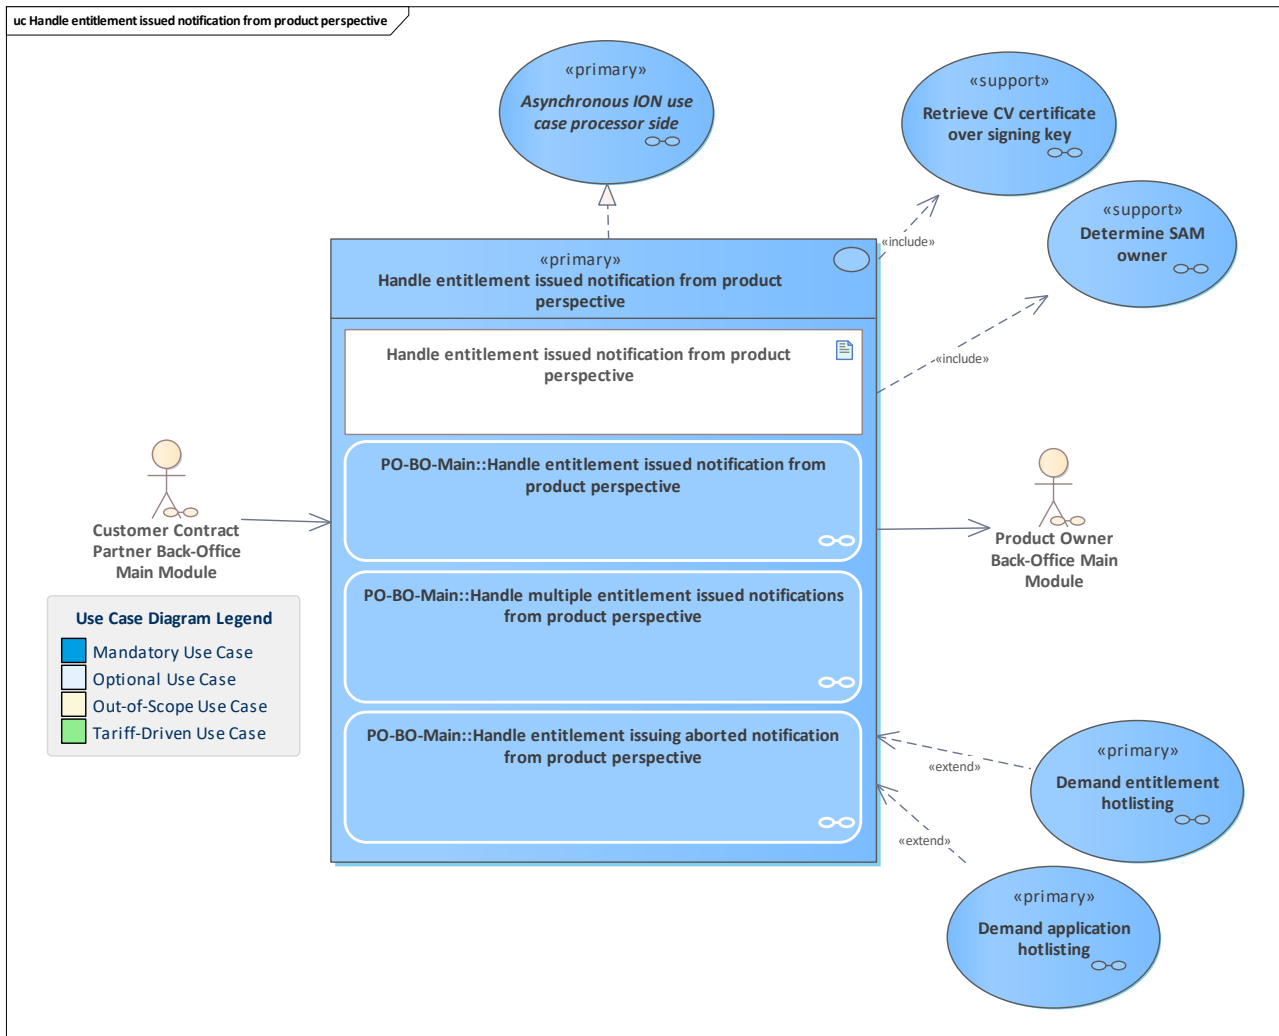 uc Handle entitlement issued notification from product perspective
«primary»
Asynchronous ION use
case processor side
«support»
Retrieve CV certificate
over signing key
«support»
Determine SAM
owner
«include»
«include»
«primary»
Handle entitlement issued notification from product
perspective
Handle entitlement issued notification from product
perspective
PO-BO-Main::Handle entitlement issued notification from
product perspective
PO-BO-Main::Handle multiple entitlement issued notifications
from product perspective
PO-BO-Main::Handle entitlement issuing aborted notification
from product perspective
Customer Contract
Partner Back-Office
Main Module
Product Owner
Back-Office Main
Module
Use Case Diagram Legend
Mandatory Use Case
Optional Use Case
Out-of-Scope Use Case
Tariff-Driven Use Case
«extend»
«extend»
«primary»
Demand entitlement
hotlisting
«primary»
Demand application
hotlisting